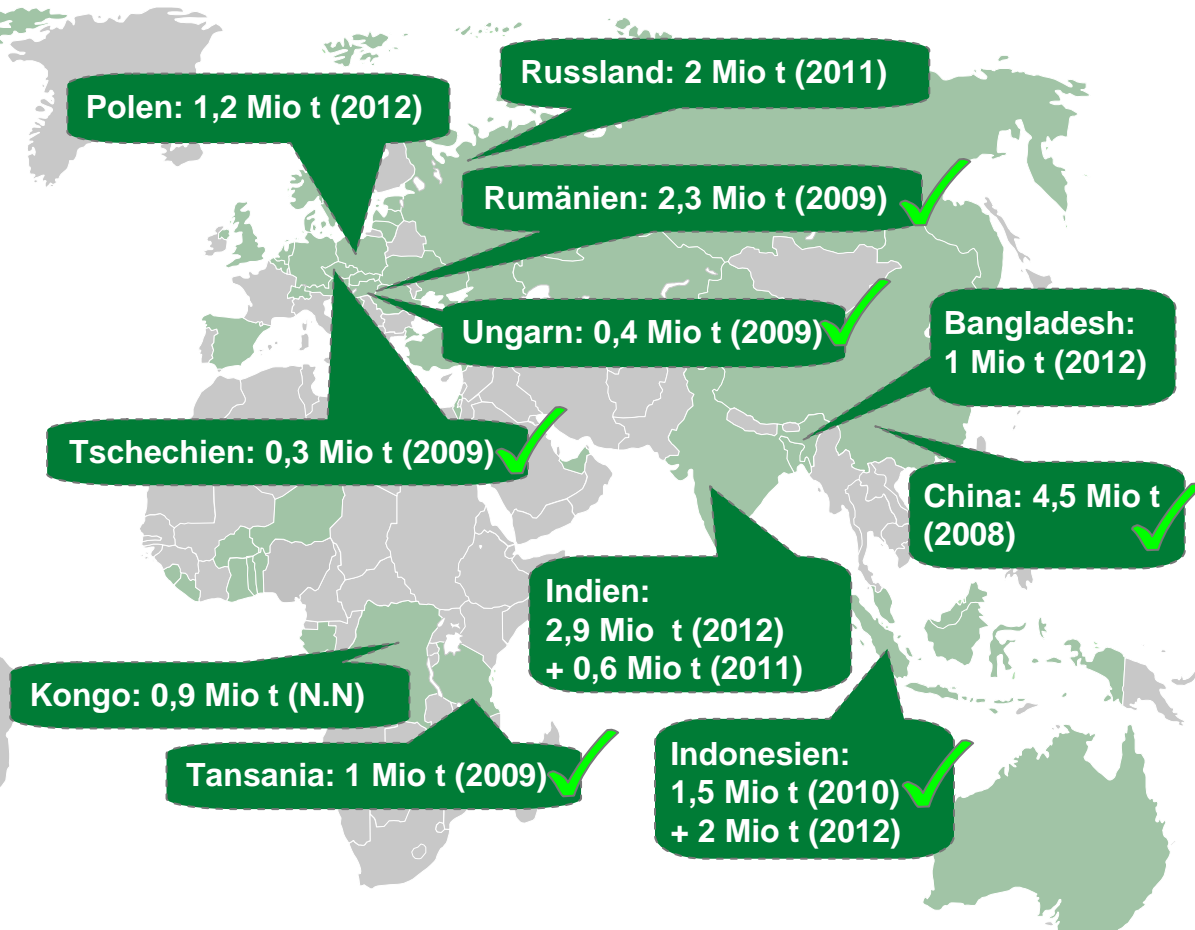 Russland: 2 Mio t (2011)
Polen: 1,2 Mio t (2012)
Rumänien: 2,3 Mio t (2009)
Ungarn: 0,4 Mio t (2009)
Bangladesh:
1 Mio t (2012)
Tschechien: 0,3 Mio t (2009)
China: 4,5 Mio t
(2008)
Indien:
2,9 Mio t (2012)
+ 0,6 Mio t (2011)
Kongo: 0,9 Mio t (N.N)
Tansania: 1 Mio t (2009)
Indonesien:
1,5 Mio t (2010)
+ 2 Mio t (2012)